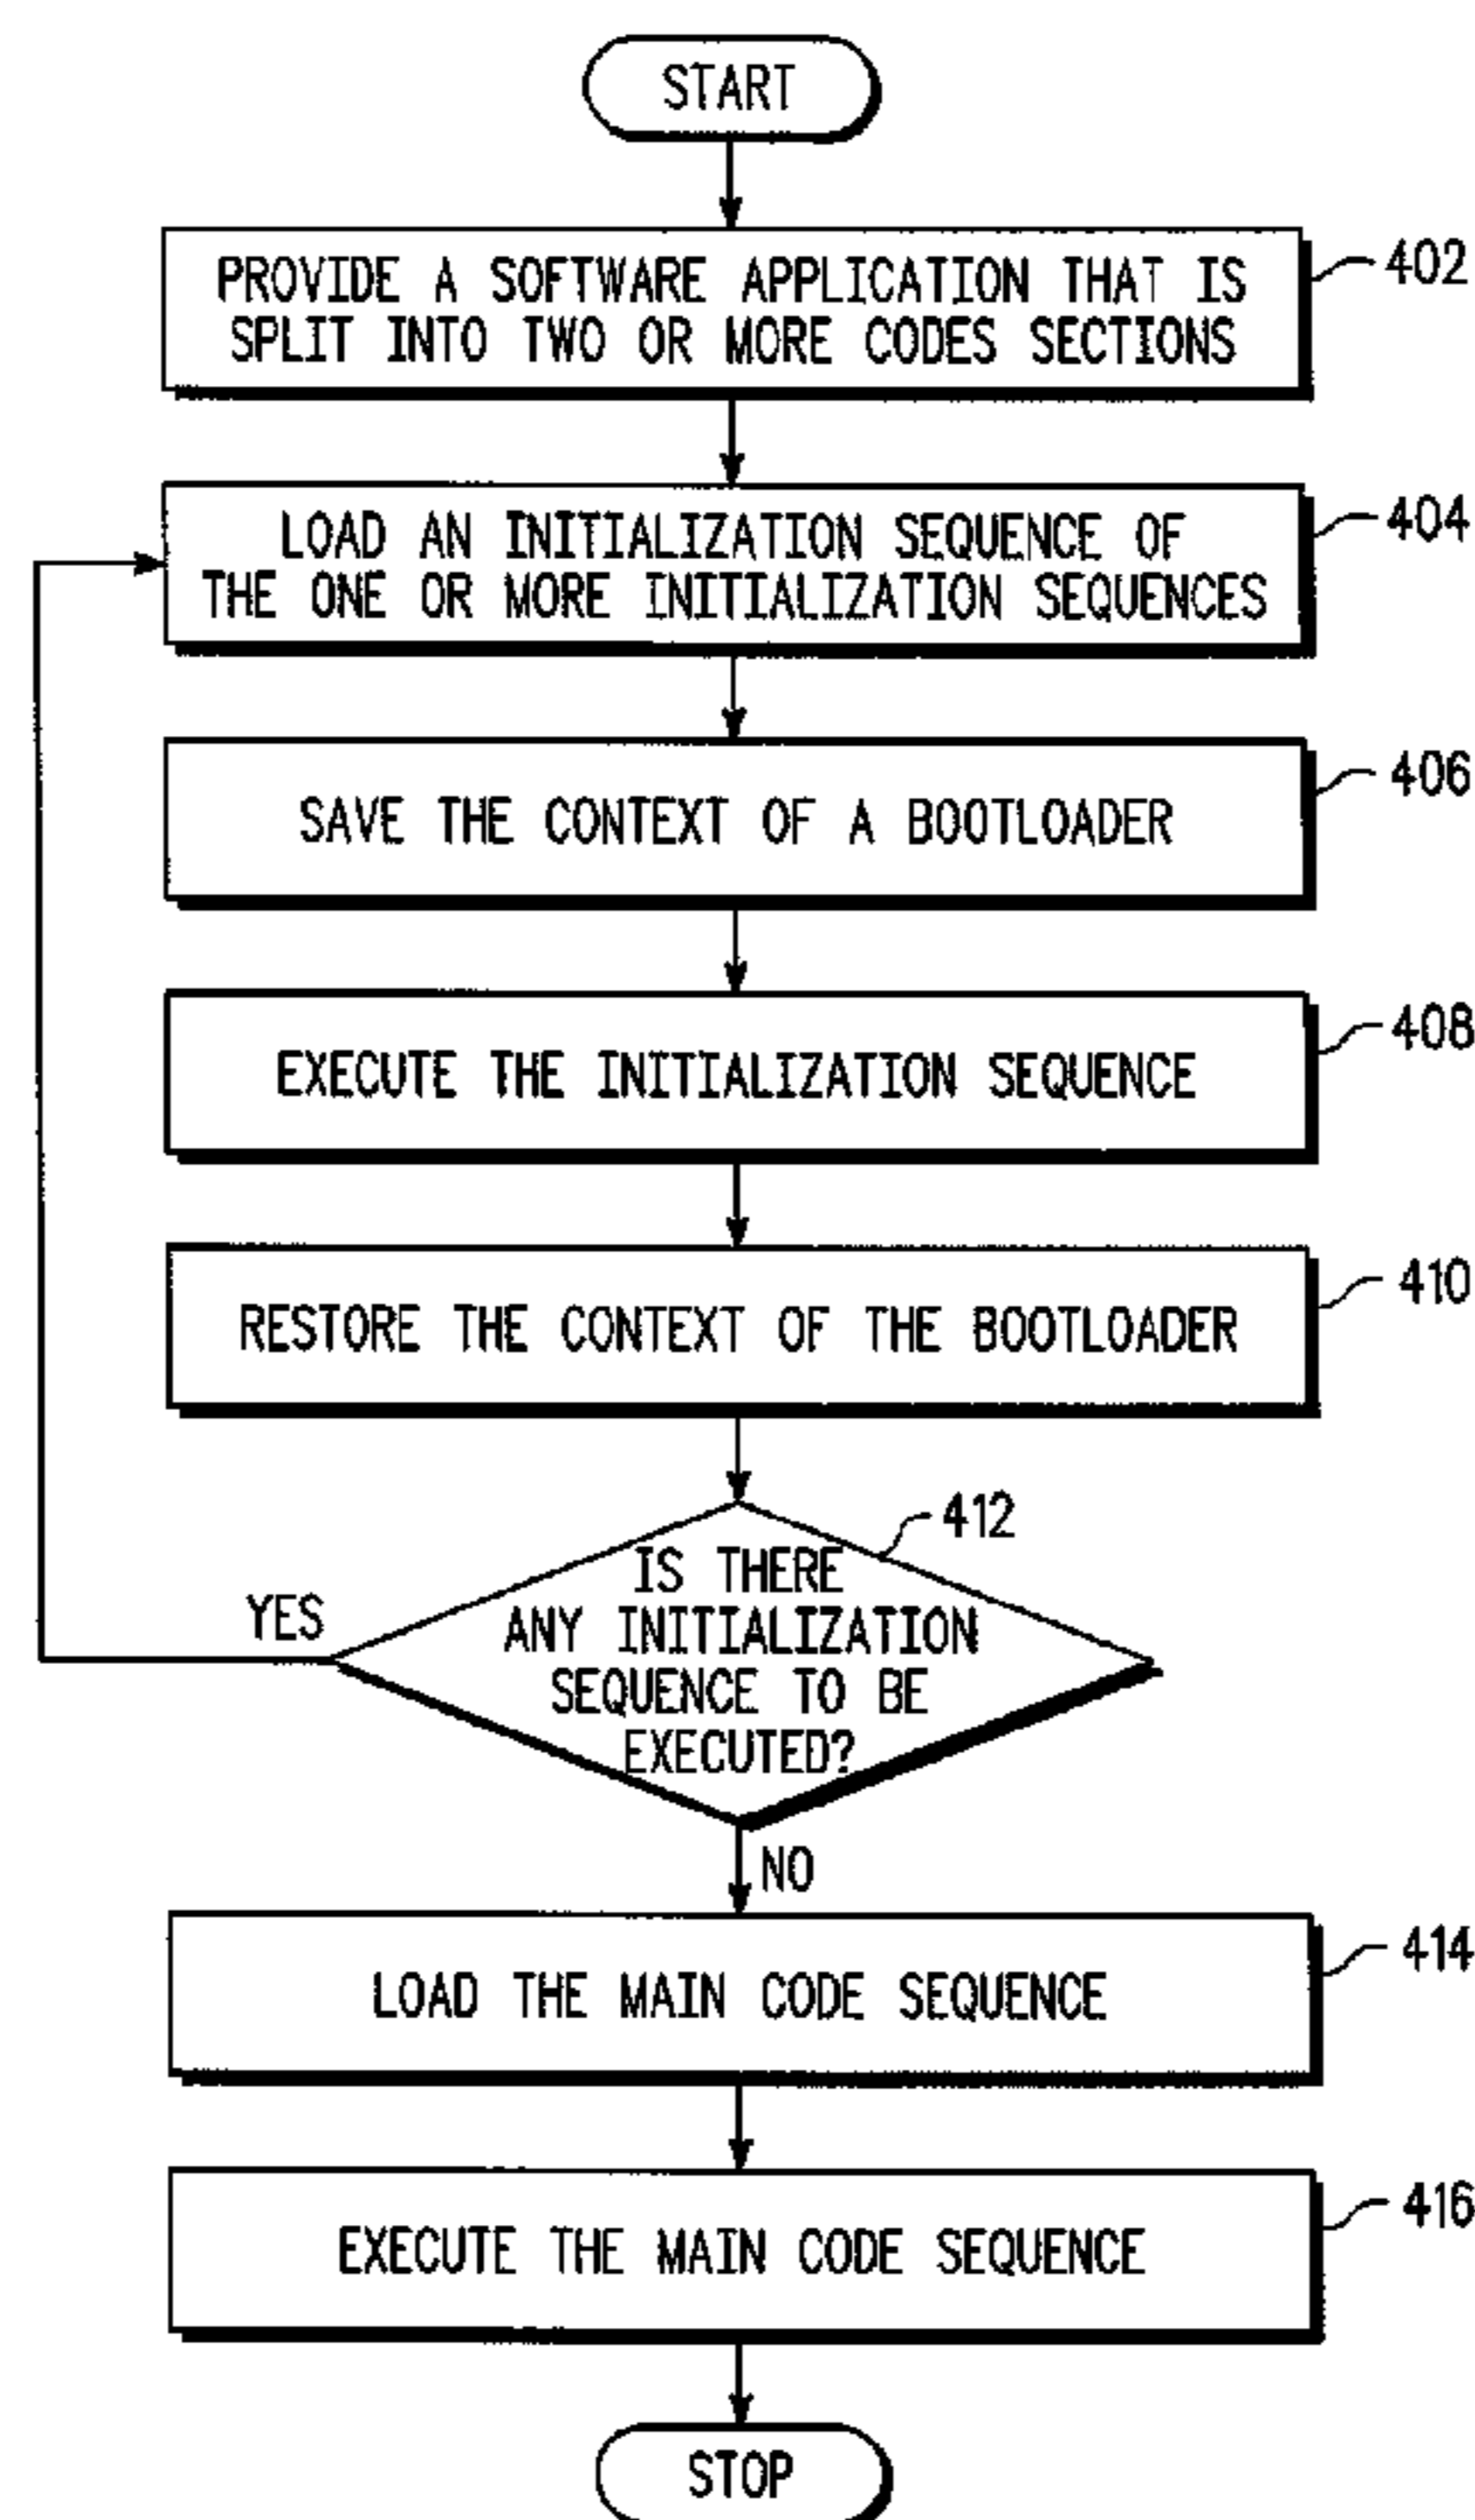 START
PROVIDE A SOFTWARE APPLICATION THAT IS
SPLIT INTO TWO OR MORE CODES SECTIONS
402
LOAD AN INITIALIZATION SEQUENCE OF
THE ONE OR MORE INITIALIZATION SEQUENCES
404
SAVE THE CONTEXT OF A BOOTLOADER
406
EXECUTE THE INITIALIZATION SEQUENCE
408
RESTORE THE CONTEXT OF THE BOOTLOADER
410
412
IS THERE
ANY INITIALIZATION
SEQUENCE TO BE
EXECUTED?
YES
NO
LOAD THE MAIN CODE SEQUENCE
414
EXECUTE THE MAIN CODE SEQUENCE
416
STOP